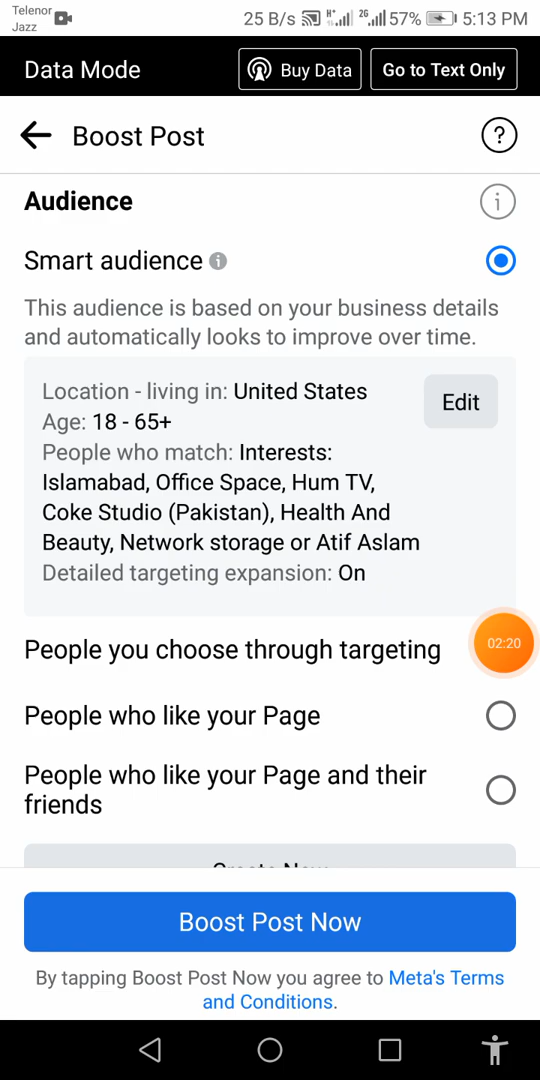 Telenor
Jazz
25 B/s H+ 2G 57% 5:13 PM
Data Mode
Buy Data
Go to Text Only
Boost Post
?
Audience
i
Smart audience i
This audience is based on your business details
and automatically looks to improve over time.
Location - living in: United States
Edit
Age: 18 - 65+
People who match: Interests:
Islamabad, Office Space, Hum TV,
Coke Studio (Pakistan), Health And
Beauty, Network storage or Atif Aslam
Detailed targeting expansion: On
People you choose through targeting
02:20
People who like your Page
People who like your Page and their
friends
Create New
Boost Post Now
By tapping Boost Post Now you agree to Meta's Terms
and Conditions.